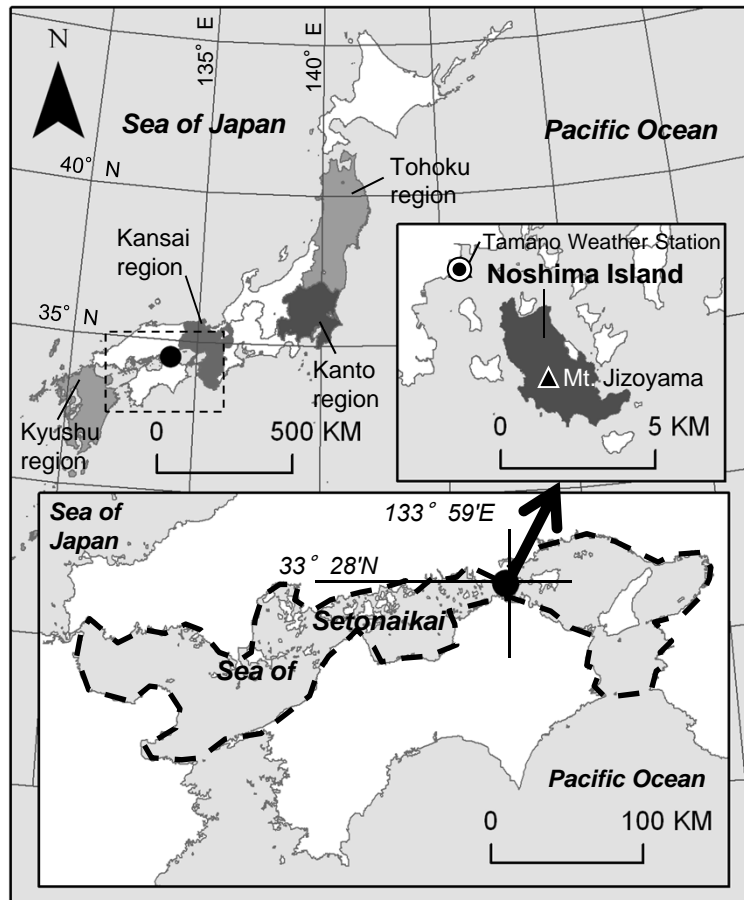 N
135° E
140° E
Sea of Japan
Pacific Ocean
40° N
Tohoku
region
Kansai
region
Tamano Weather Station
Noshima Island
35° N
Mt. Jizoyama
Kanto
region
Kyushu
region
0 500 KM
0 5 KM
Sea of
Japan
133° 59'E
33° 28'N
Setonaikai
Sea of
Pacific Ocean
0 100 KM